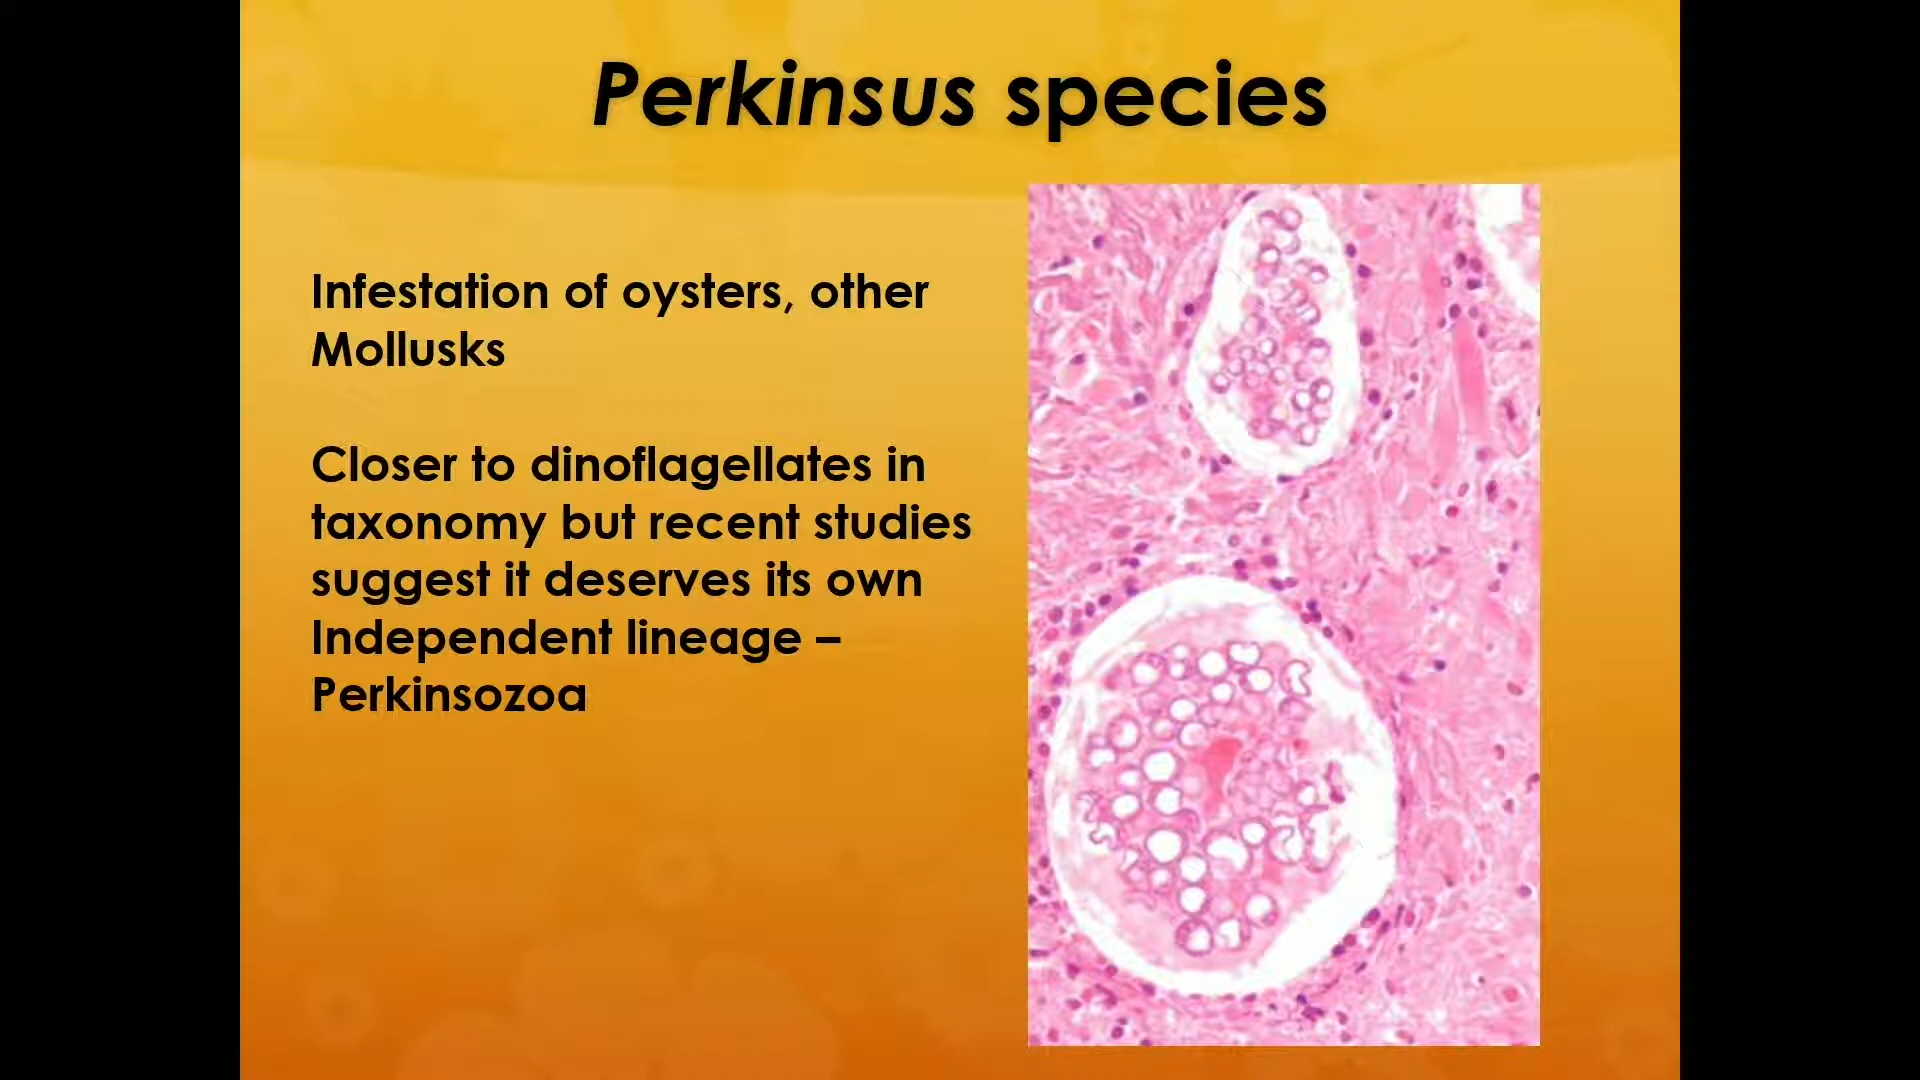 Perkinsus species
Infestation of oysters, other
Mollusks
Closer to dinoflagellates in
taxonomy but recent studies
suggest it deserves its own
Independent lineage –
Perkinsozoa